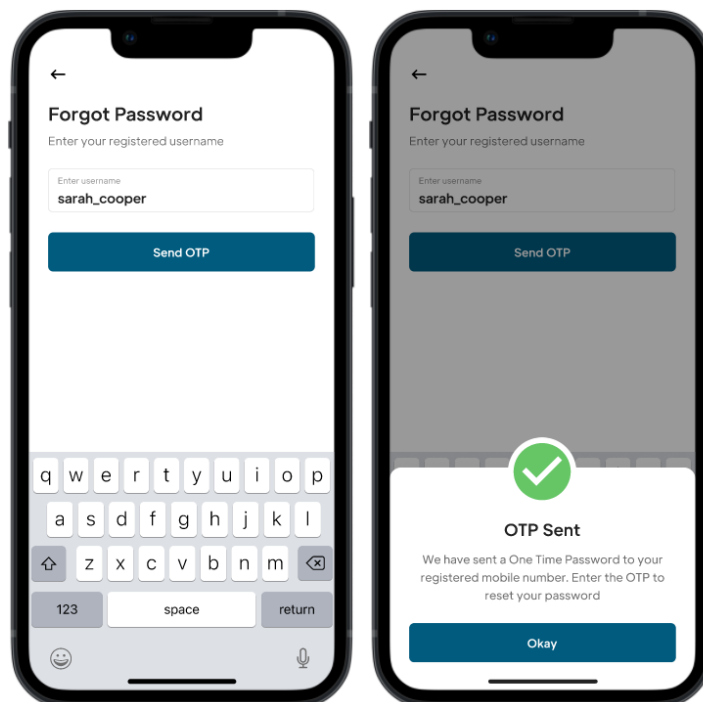 Forgot Password
Enter your registered username
Enter username
sarah_cooper
Send OTP
q w e r t y u i o p
a s d f g h j k l
z x c v b n m
123 space return
Forgot Password
Enter your registered username
Enter username
sarah_cooper
Send OTP
OTP Sent
We have sent a One Time Password to your
registered mobile number. Enter the OTP to
reset your password
Okay